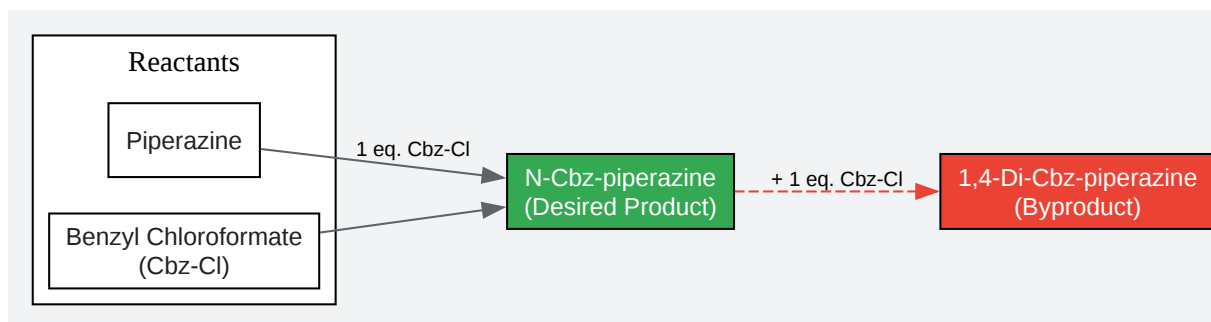 Reactants
Piperazine
1 eq. Cbz-Cl
Benzyl Chloroformate
(Cbz-Cl)
N-Cbz-piperazine
(Desired Product)
+ 1 eq. Cbz-Cl
1,4-Di-Cbz-piperazine
(Byproduct)